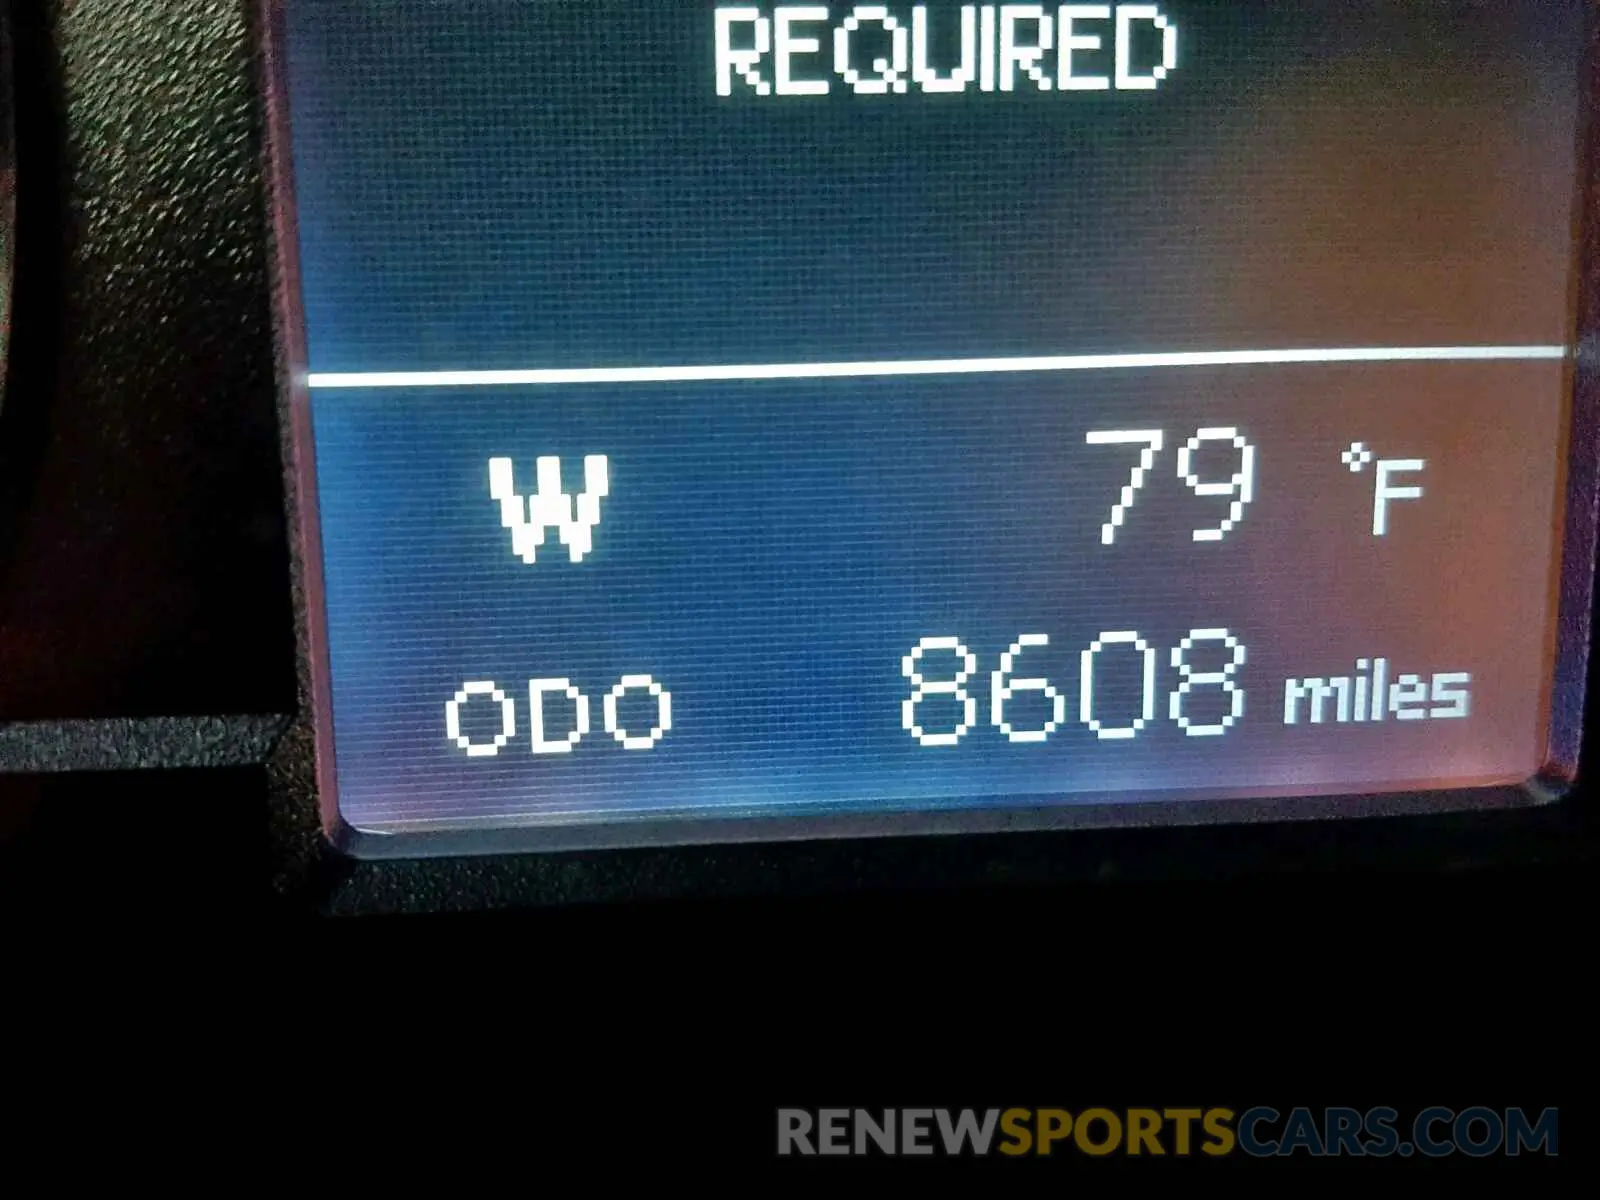 REQUIRED
W 79 °F
ODO 8608 miles
RENEWSPORTSCARS.COM